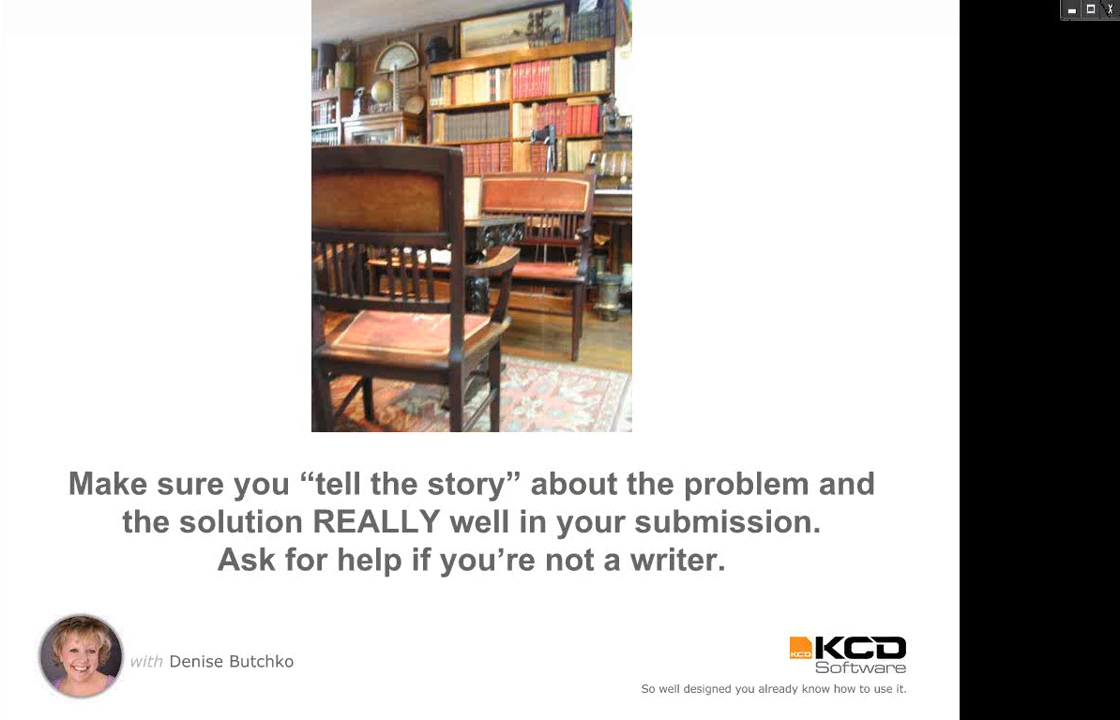 Make sure you “tell the story” about the problem and
the solution REALLY well in your submission.
Ask for help if you’re not a writer.
with Denise Butchko
KCD
KCD
Software
So well designed you already know how to use it.